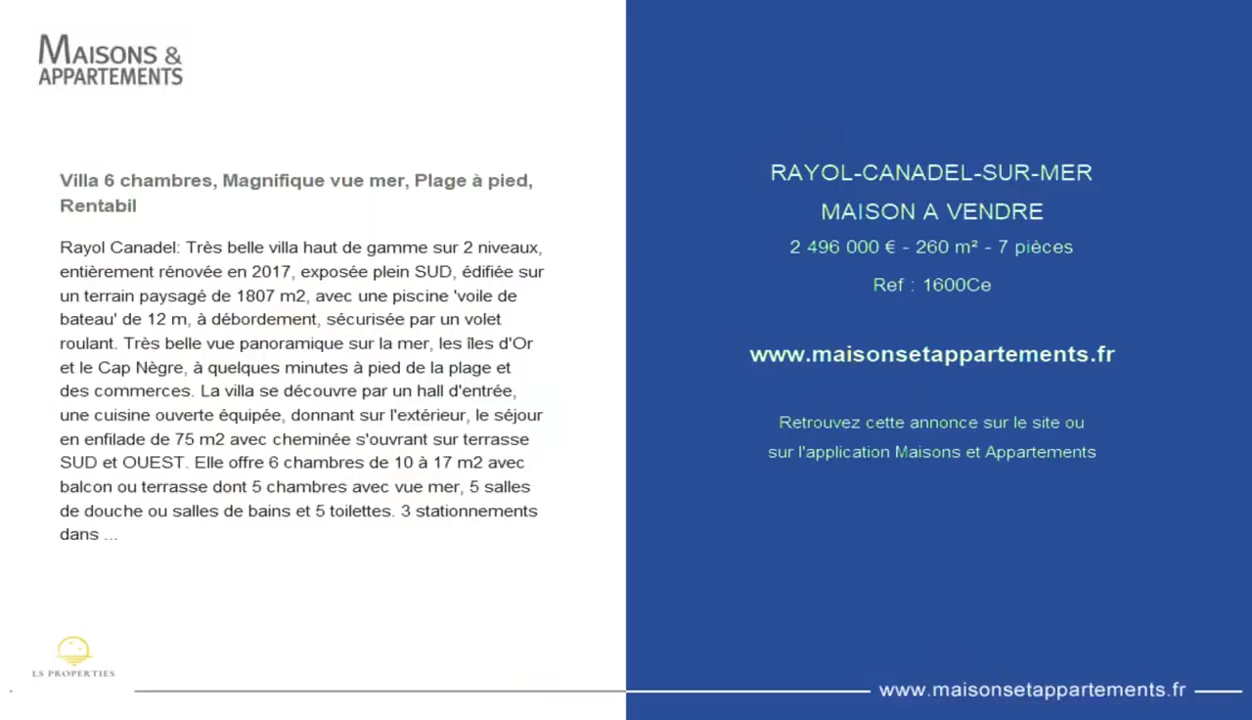 MAISONS &
APPARTEMENTS
Villa 6 chambres, Magnifique vue mer, Plage à pied,
Rentabil
Rayol Canadel: Très belle villa haut de gamme sur 2 niveaux,
entièrement rénovée en 2017, exposée plein SUD, édifiée sur
un terrain paysagé de 1807 m2, avec une piscine 'voile de
bateau' de 12 m, à débordement, sécurisée par un volet
roulant. Très belle vue panoramique sur la mer, les îles d'Or
et le Cap Nègre, à quelques minutes à pied de la plage et
des commerces. La villa se découvre par un hall d'entrée,
une cuisine ouverte équipée, donnant sur l'extérieur, le séjour
en enfilade de 75 m2 avec cheminée s'ouvrant sur terrasse
SUD et OUEST. Elle offre 6 chambres de 10 à 17 m2 avec
balcon ou terrasse dont 5 chambres avec vue mer, 5 salles
de douche ou salles de bains et 5 toilettes. 3 stationnements
dans ...
LS PROPERTIES
RAYOL-CANADEL-SUR-MER
MAISON A VENDRE
2 496 000 € - 260 m² - 7 pièces
Ref : 1600Ce
www.maisonsetappartements.fr
Retrouvez cette annonce sur le site ou
sur l'application Maisons et Appartements
www.maisonsetappartements.fr